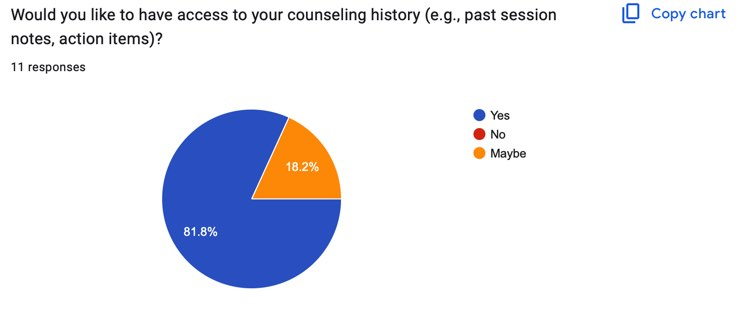 Would you like to have access to your counseling history (e.g., past session
notes, action items)?
Copy chart
11 responses
Yes
No
Maybe
18.2%
81.8%